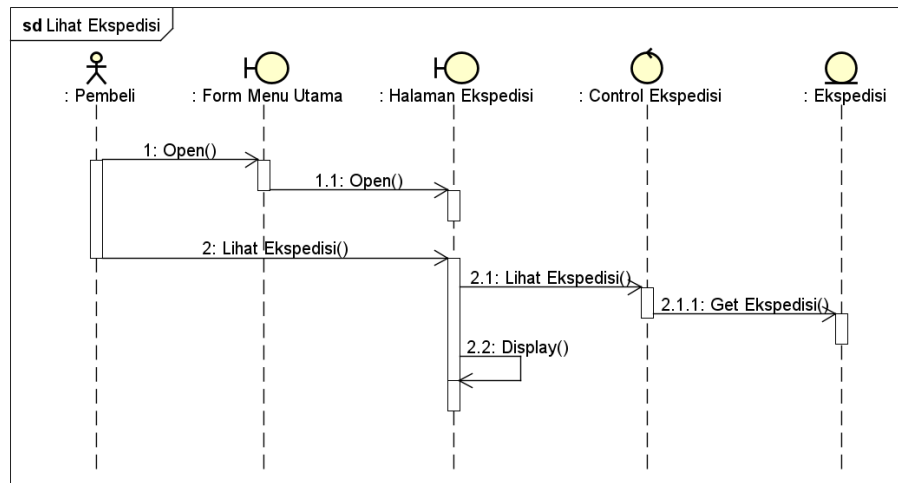 sd Lihat Ekspedisi
: Pembeli
: Form Menu Utama
: Halaman Ekspedisi
: Control Ekspedisi
: Ekspedisi
1: Open()
1.1: Open()
2: Lihat Ekspedisi()
2.1: Lihat Ekspedisi()
2.1.1: Get Ekspedisi()
2.2: Display()